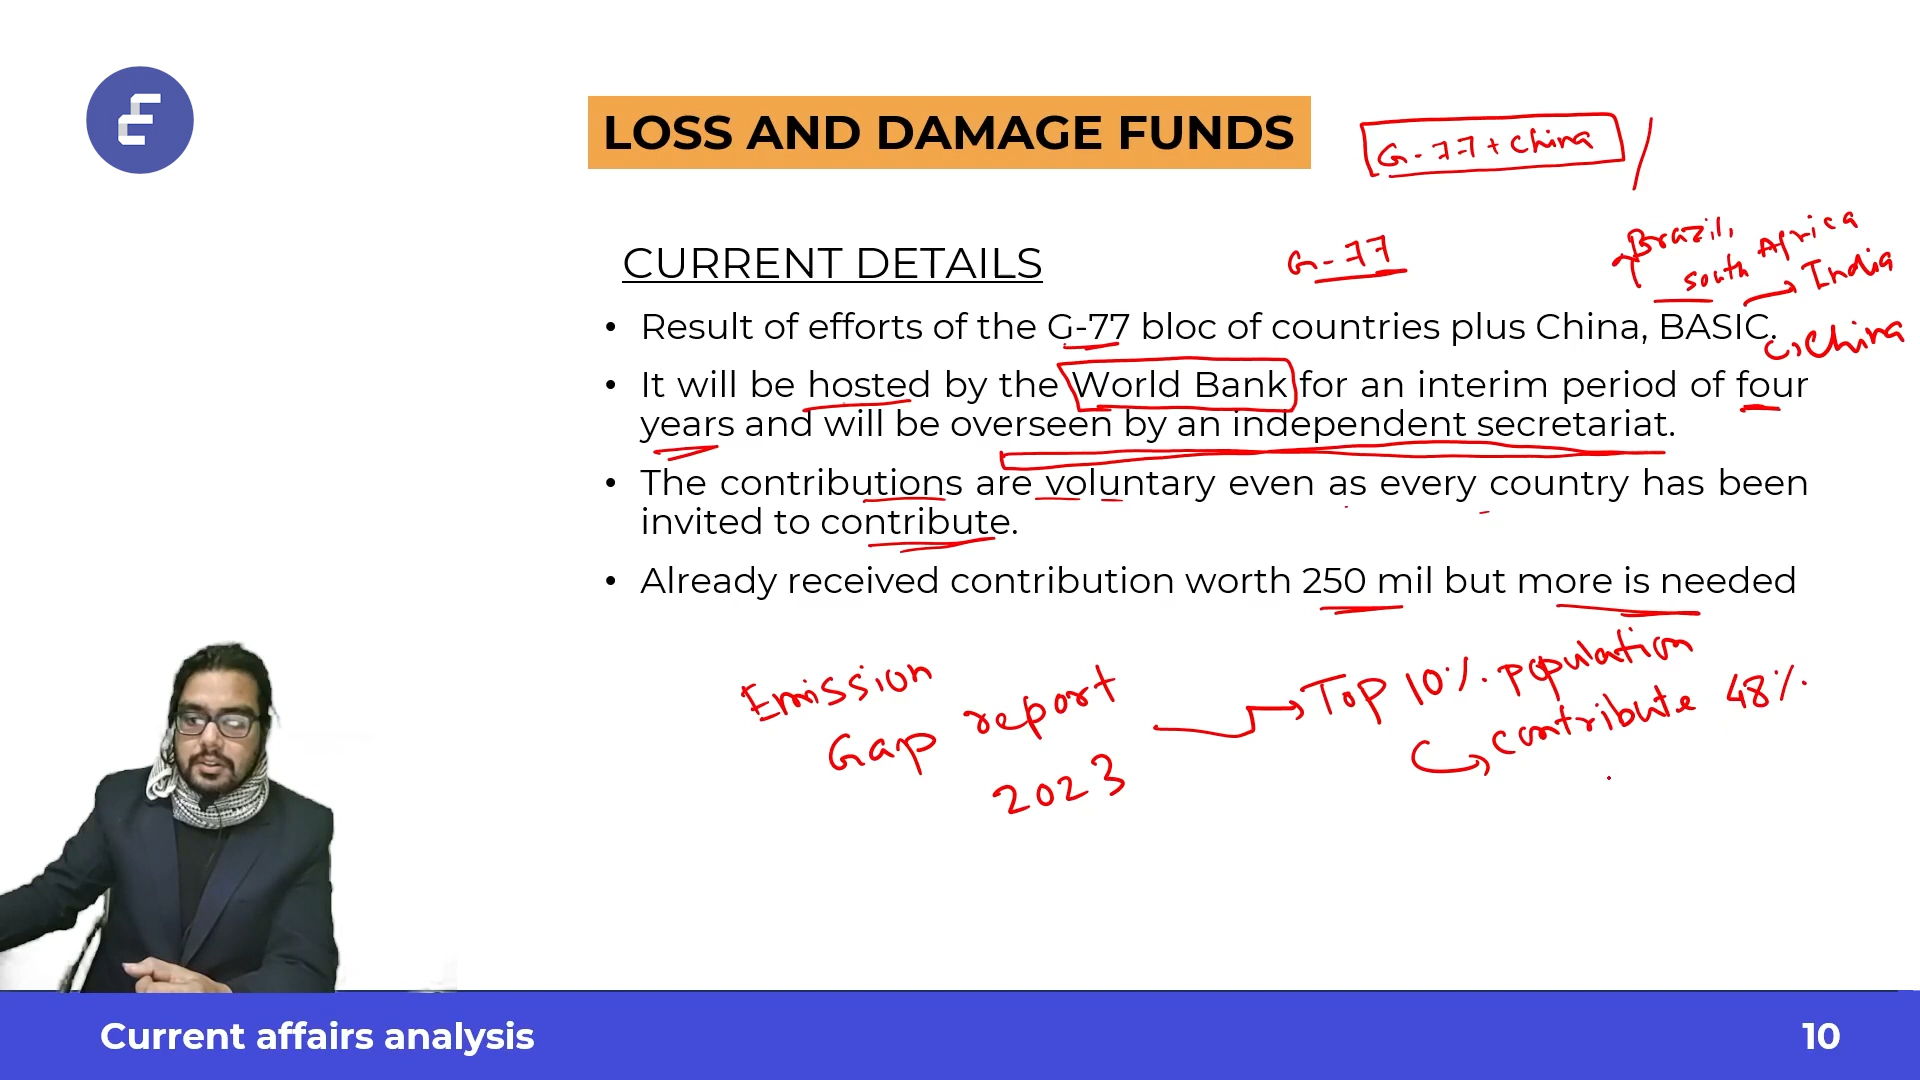 LOSS AND DAMAGE FUNDS
G-77 + China
CURRENT DETAILS
G-77
Brazil,
South Africa
India
China
• Result of efforts of the G-77 bloc of countries plus China, BASIC.
• It will be hosted by the World Bank for an interim period of four
years and will be overseen by an independent secretariat.
• The contributions are voluntary even as every country has been
invited to contribute.
• Already received contribution worth 250 mil but more is needed
Emission
Gap report
2023
Top 10% population
contribute 48%
Current affairs analysis
10